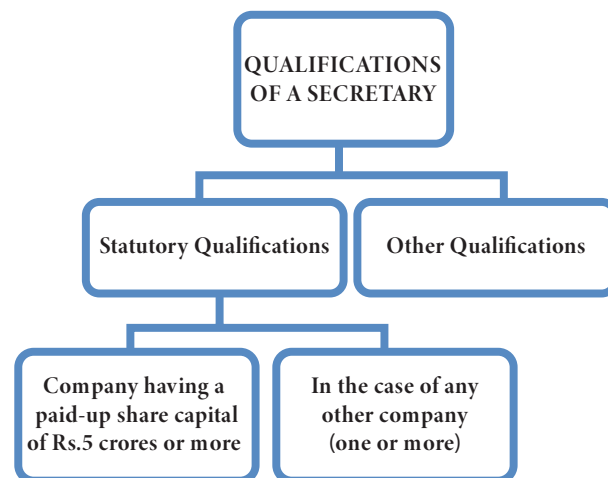 QUALIFICATIONS
OF A SECRETARY
Statutory Qualifications
Other Qualifications
Company having a
paid-up share capital
of Rs.5 crores or more
In the case of any
other company
(one or more)